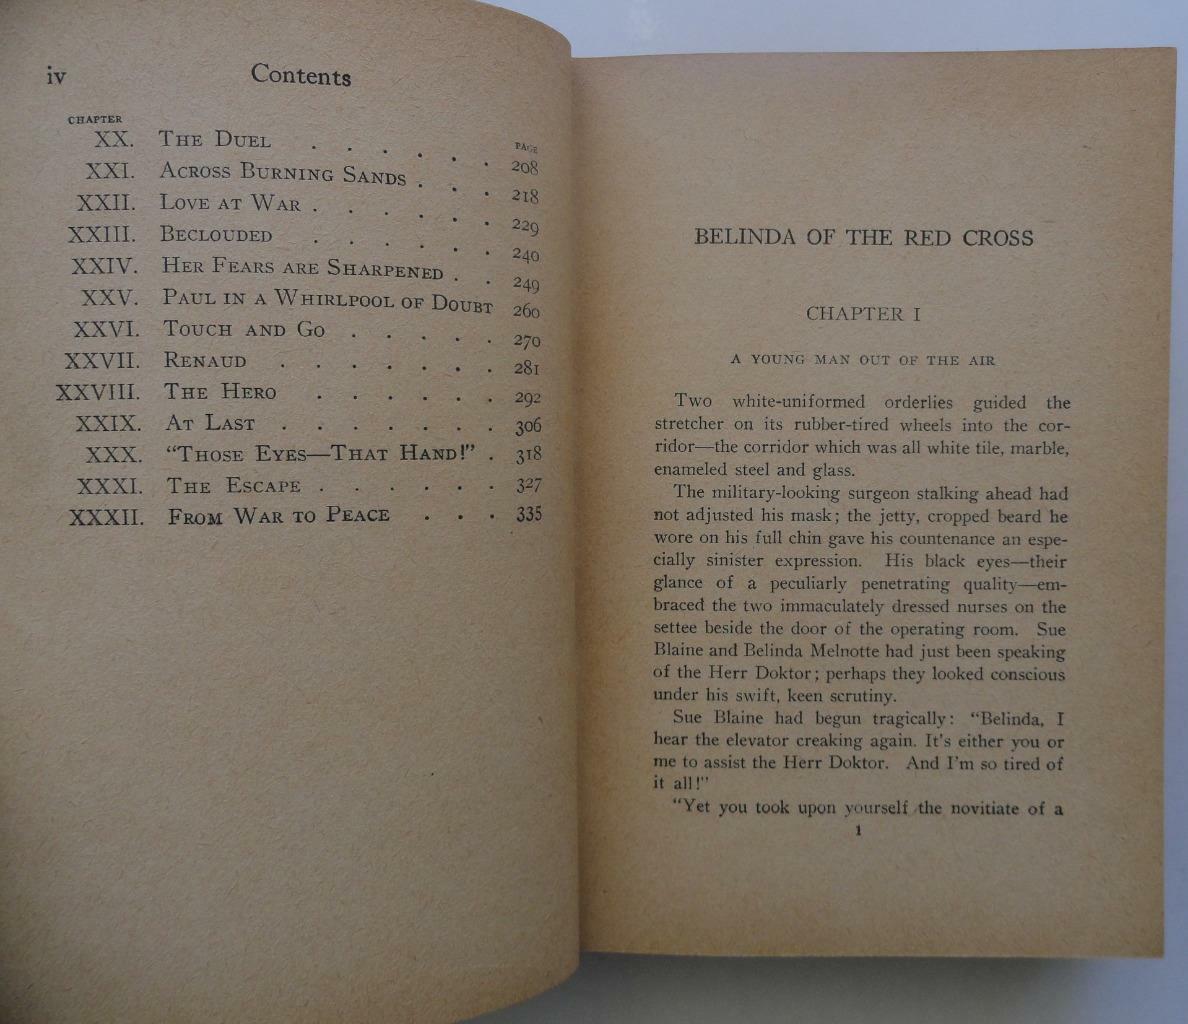 iv Contents
CHAPTER PAGE
XX. The Duel . . . . . . 208
XXI. Across Burning Sands . . . 218
XXII. Love at War . . . . . . 229
XXIII. Beclouded . . . . . . 240
XXIV. Her Fears are Sharpened . . 249
XXV. Paul in a Whirlpool of Doubt 260
XXVI. Touch and Go . . . . . 270
XXVII. Renaud . . . . . . . 281
XXVIII. The Hero . . . . . . 292
XXIX. At Last . . . . . . . 306
XXX. "Those Eyes—That Hand!" . 318
XXXI. The Escape . . . . . . 327
XXXII. From War to Peace . . . 335
BELINDA OF THE RED CROSS
CHAPTER I
A YOUNG MAN OUT OF THE AIR
Two white-uniformed orderlies guided the
stretcher on its rubber-tired wheels into the cor-
ridor—the corridor which was all white tile, marble,
enameled steel and glass.
The military-looking surgeon stalking ahead had
not adjusted his mask; the jetty, cropped beard he
wore on his full chin gave his countenance an espe-
cially sinister expression. His black eyes—their
glance of a peculiarly penetrating quality—em-
braced the two immaculately dressed nurses on the
settee beside the door of the operating room. Sue
Blaine and Belinda Melnotte had just been speaking
of the Herr Doktor; perhaps they looked conscious
under his swift, keen scrutiny.
Sue Blaine had begun tragically: "Belinda, I
hear the elevator creaking again. It's either you or
me to assist the Herr Doktor. And I'm so tired of
it all!"
"Yet you took upon yourself the novitiate of a
1